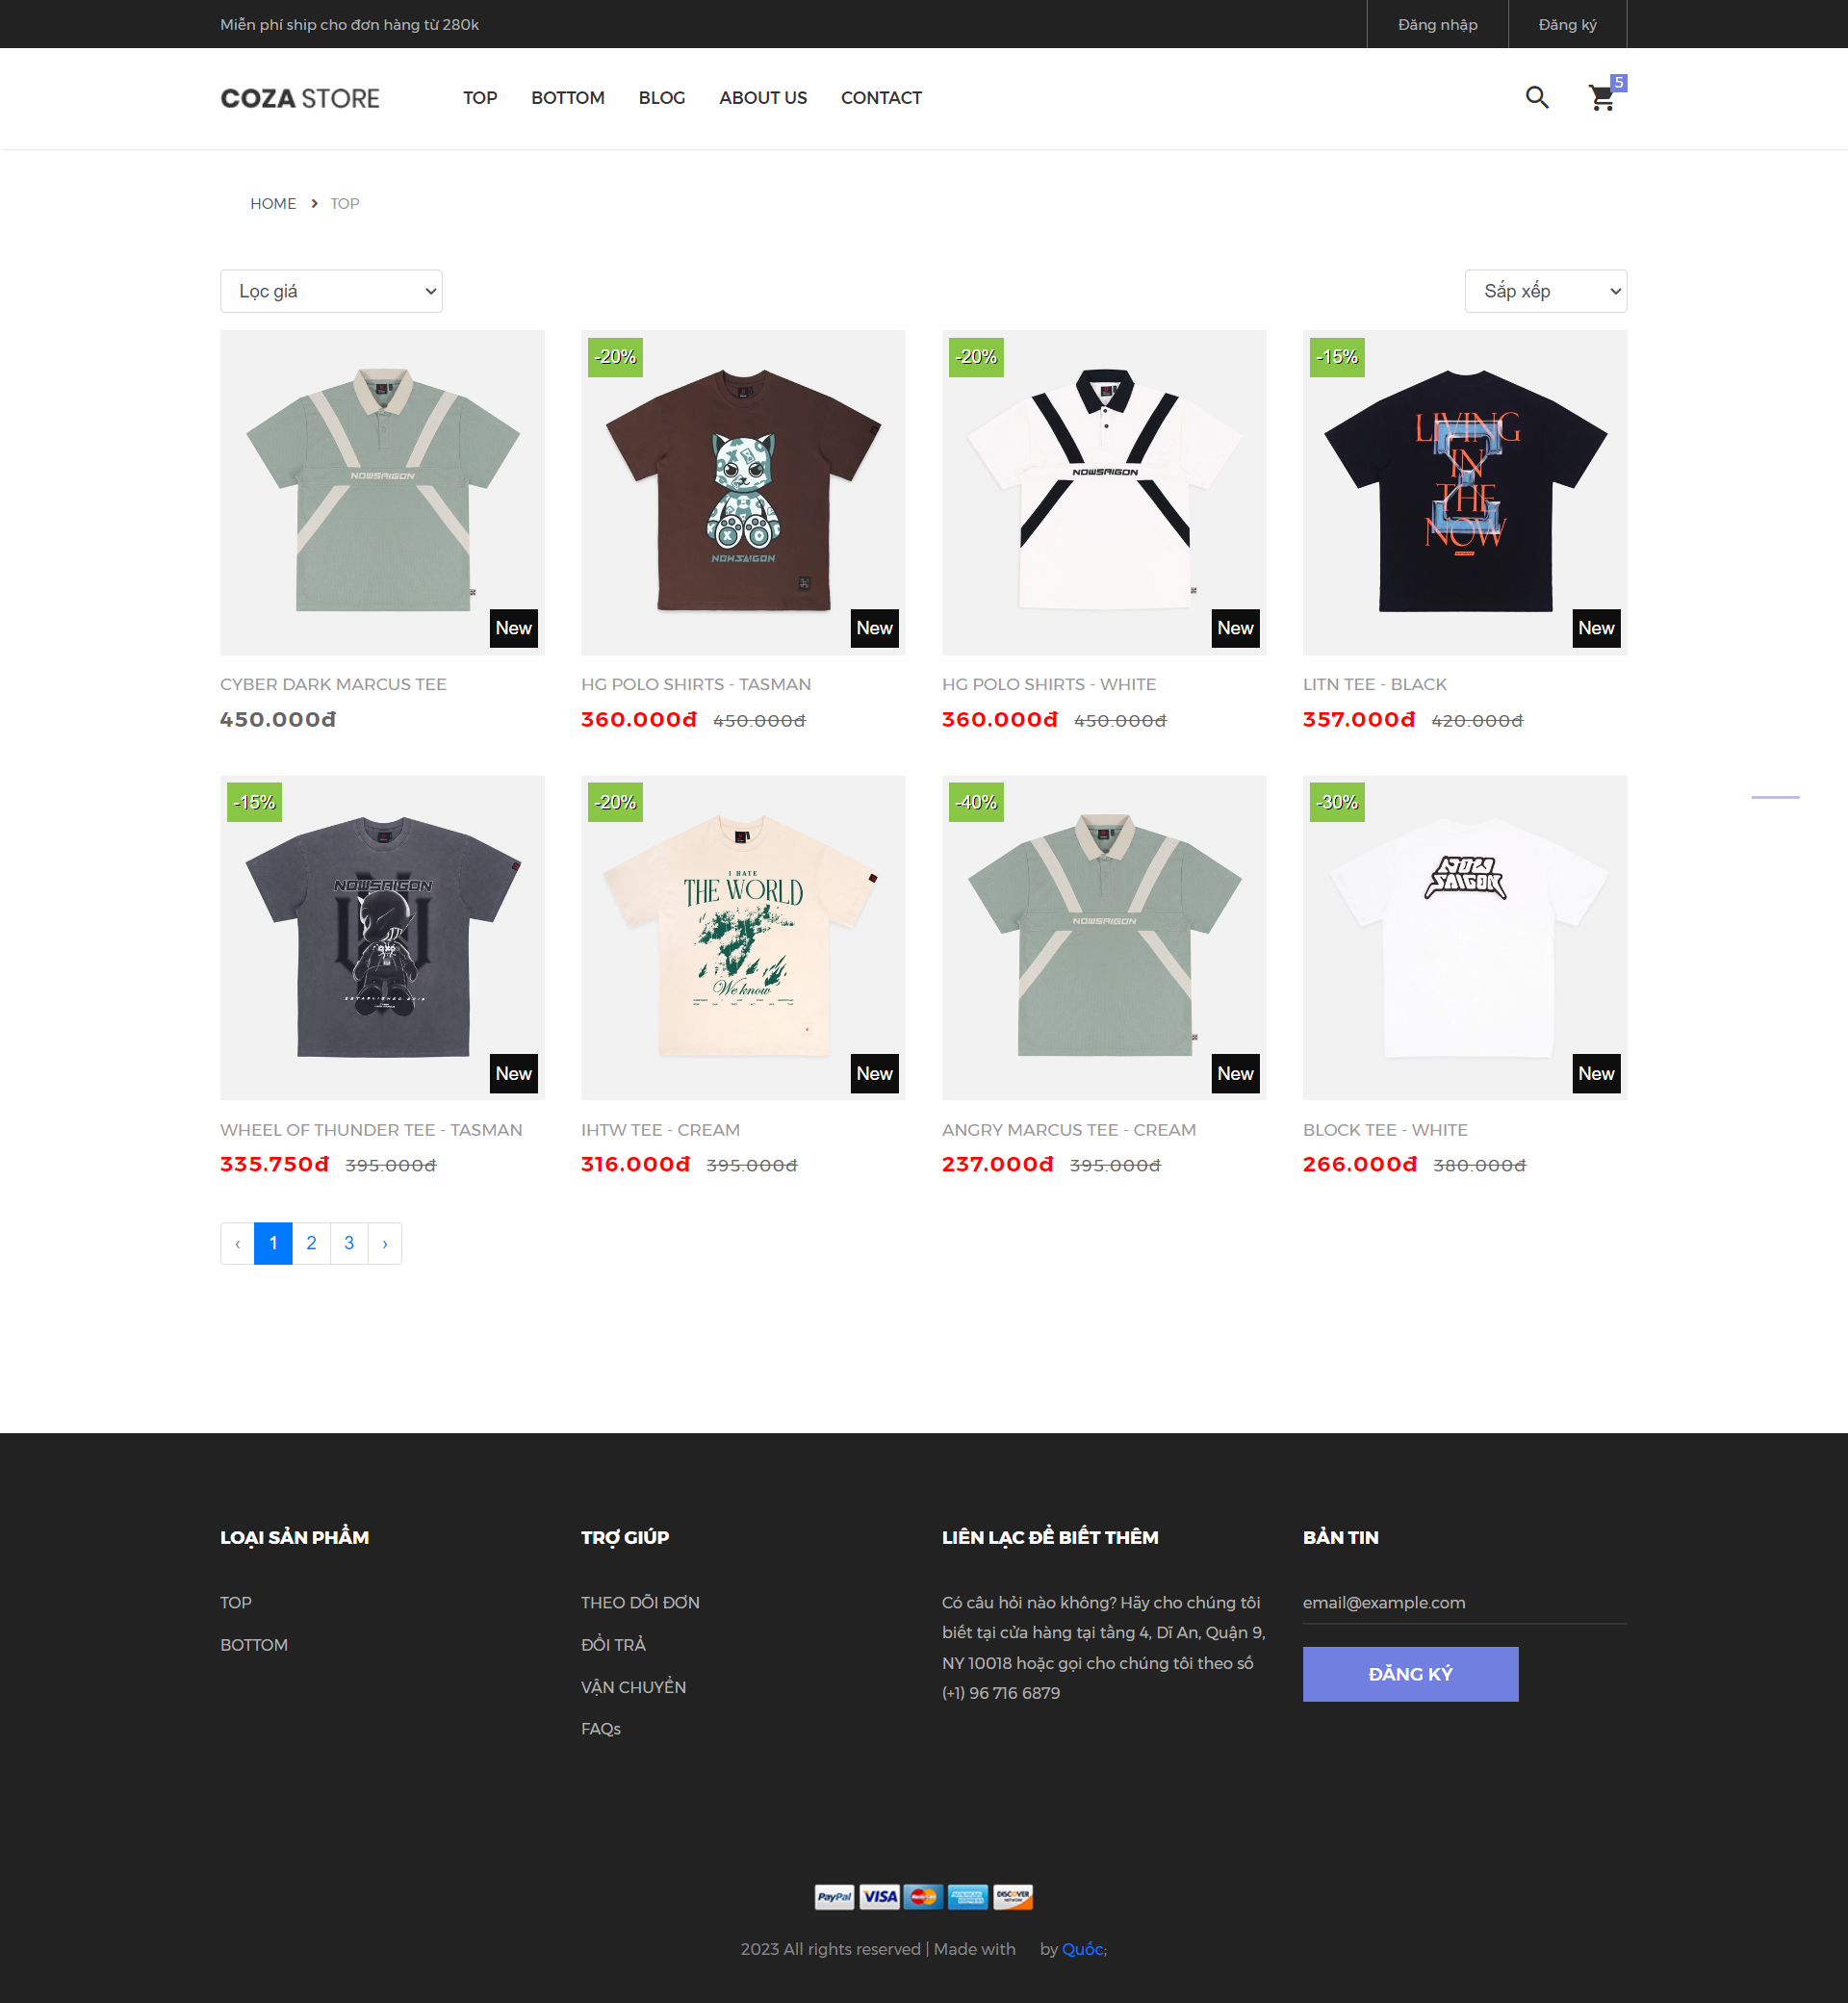 Miễn phí ship cho đơn hàng từ 280k
Đăng nhập
Đăng ký
COZA STORE
TOP
BOTTOM
BLOG
ABOUT US
CONTACT
5
HOME
TOP
Lọc giá
Sắp xếp
NOWSAIGON
New
-20%
NOWSAIGON
New
-20%
NOWSAIGON
New
-15%
LIVING
IN
THE
NOW
New
CYBER DARK MARCUS TEE
450.000đ
HG POLO SHIRTS - TASMAN
360.000đ 450.000đ
HG POLO SHIRTS - WHITE
360.000đ 450.000đ
LITN TEE - BLACK
357.000đ 420.000đ
-15%
NOWSAIGON
ESTABLISHED 2019
New
-20%
I HATE
THE WORLD
We know
New
-40%
NOWSAIGON
New
-30%
NOW
SAIGON
New
WHEEL OF THUNDER TEE - TASMAN
335.750đ 395.000đ
IHTW TEE - CREAM
316.000đ 395.000đ
ANGRY MARCUS TEE - CREAM
237.000đ 395.000đ
BLOCK TEE - WHITE
266.000đ 380.000đ
‹ 1 2 3 ›
LOẠI SẢN PHẨM
TOP
BOTTOM
TRỢ GIÚP
THEO DÕI ĐƠN
ĐỔI TRẢ
VẬN CHUYỂN
FAQs
LIÊN LẠC ĐỂ BIẾT THÊM
Có câu hỏi nào không? Hãy cho chúng tôi
biết tại cửa hàng tại tầng 4, Dĩ An, Quận 9,
NY 10018 hoặc gọi cho chúng tôi theo số
(+1) 96 716 6879
BẢN TIN
email@example.com
ĐĂNG KÝ
PayPal VISA MasterCard AMERICAN EXPRESS DISCOVER NETWORK
2023 All rights reserved | Made with by Quốc;